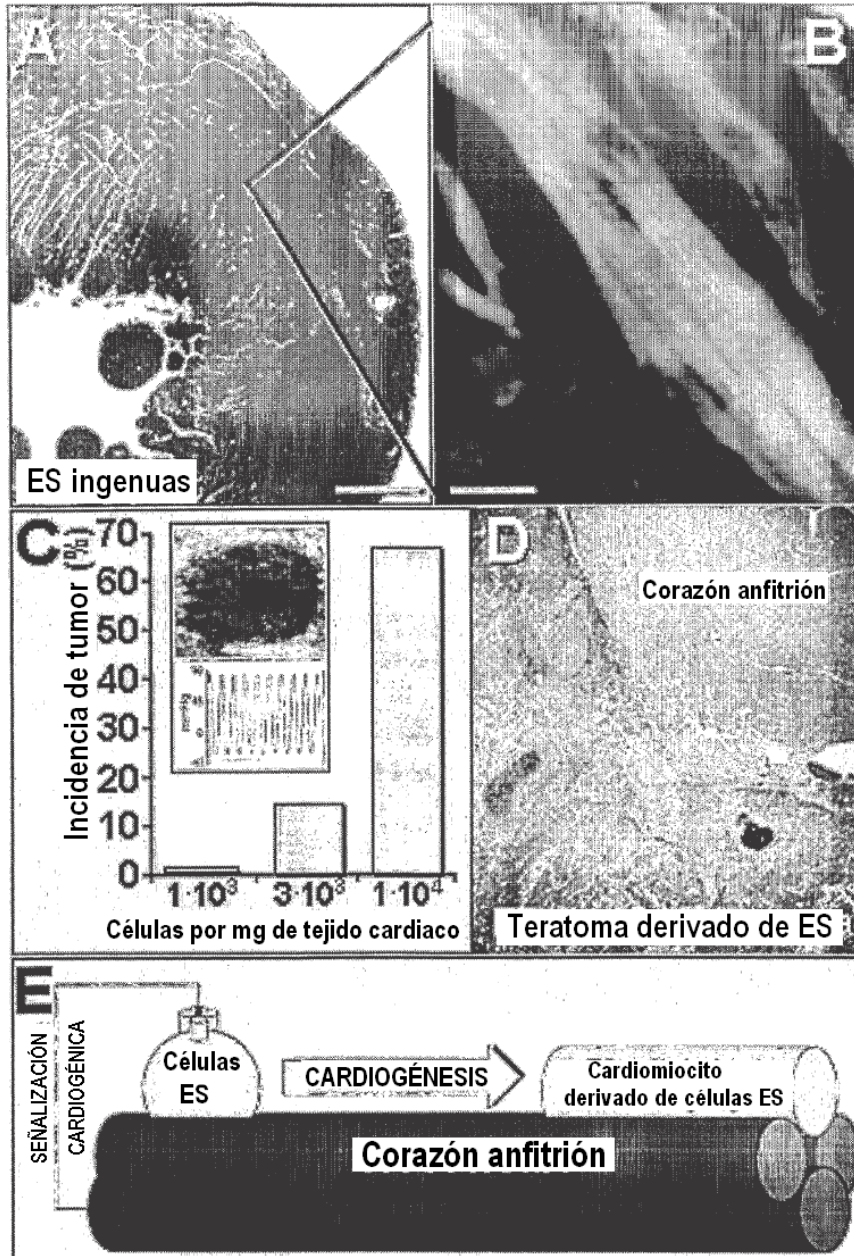 A
B
ES ingenuas
C
Incidencia de tumor (%)
70
60
50
40
30
20
10
0
1·10³ 3·10³ 1·10⁴
Células por mg de tejido cardiaco
D
Corazón anfitrión
Teratoma derivado de ES
E
SEÑALIZACIÓN
CARDIOGÉNICA
Células
ES
CARDIOGÉNESIS
Cardiomiocito
derivado de células ES
Corazón anfitrión